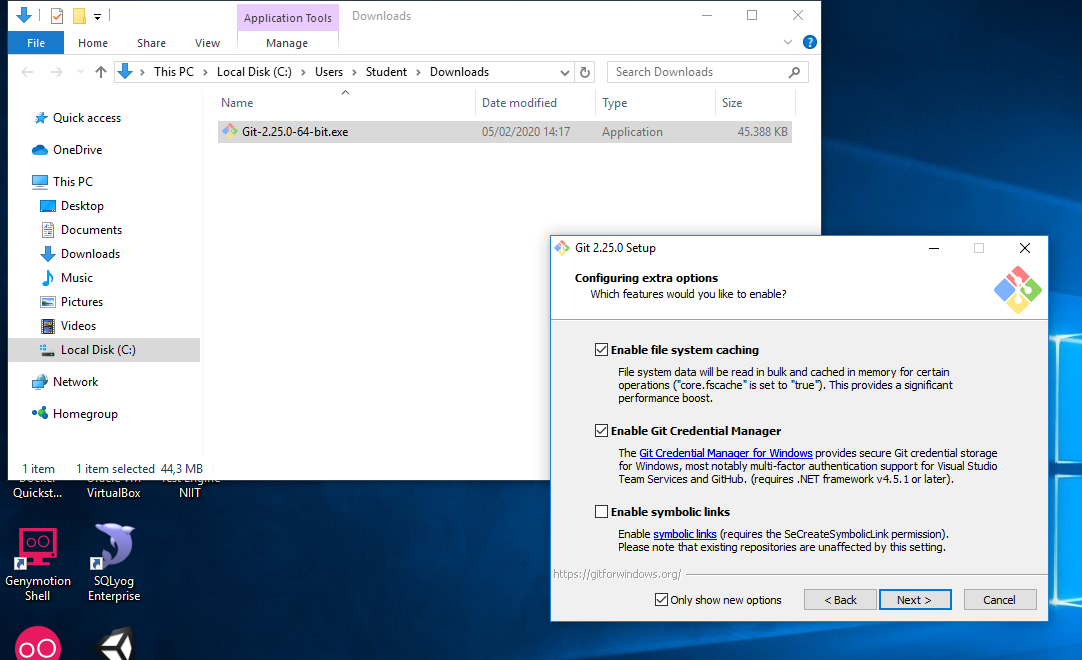 Application Tools
Downloads
File
Home
Share
View
Manage
This PC
Local Disk (C:)
Users
Student
Downloads
Search Downloads
Name
Date modified
Type
Size
Git-2.25.0-64-bit.exe
05/02/2020 14:17
Application
45.388 KB
Quick access
OneDrive
This PC
Desktop
Documents
Downloads
Music
Pictures
Videos
Local Disk (C:)
Network
Homegroup
1 item
1 item selected
44,3 MB
Git 2.25.0 Setup
Configuring extra options
Which features would you like to enable?
Enable file system caching
File system data will be read in bulk and cached in memory for certain
operations ("core.fscache" is set to "true"). This provides a significant
performance boost.
Enable Git Credential Manager
The Git Credential Manager for Windows provides secure Git credential storage
for Windows, most notably multi-factor authentication support for Visual Studio
Team Services and GitHub. (requires .NET framework v4.5.1 or later).
Enable symbolic links
Enable symbolic links (requires the SeCreateSymbolicLink permission).
Please note that existing repositories are unaffected by this setting.
https://gitforwindows.org/
Only show new options
< Back
Next >
Cancel
Docker
Quickst...
Oracle VM
VirtualBox
Test Engine
NIIT
Genymotion
Shell
SQLyog
Enterprise